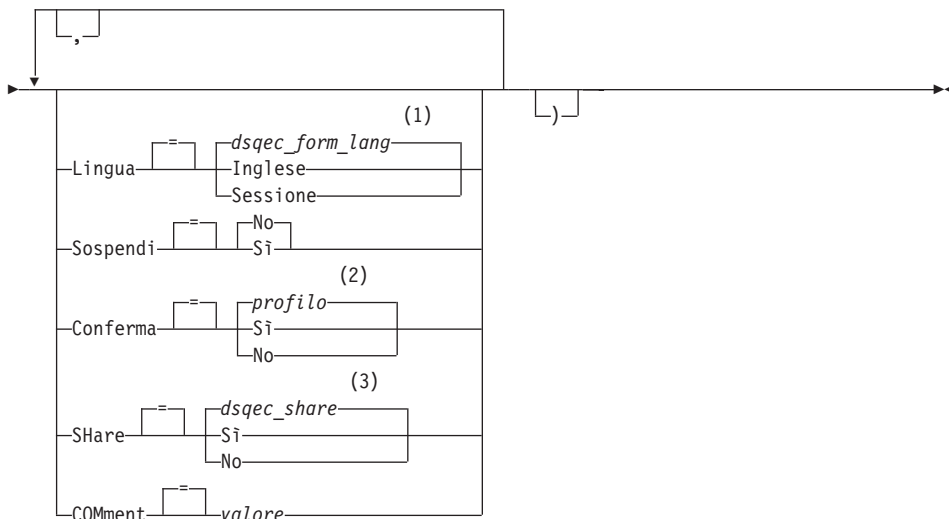 ,
(1)
)
dsqec_form_lang
Lingua = Inglese
Sessione
No
Sospendi = Sì
(2)
profilo
Conferma = Sì
No
(3)
dsqec_share
SHare = Sì
No
COMment = valore